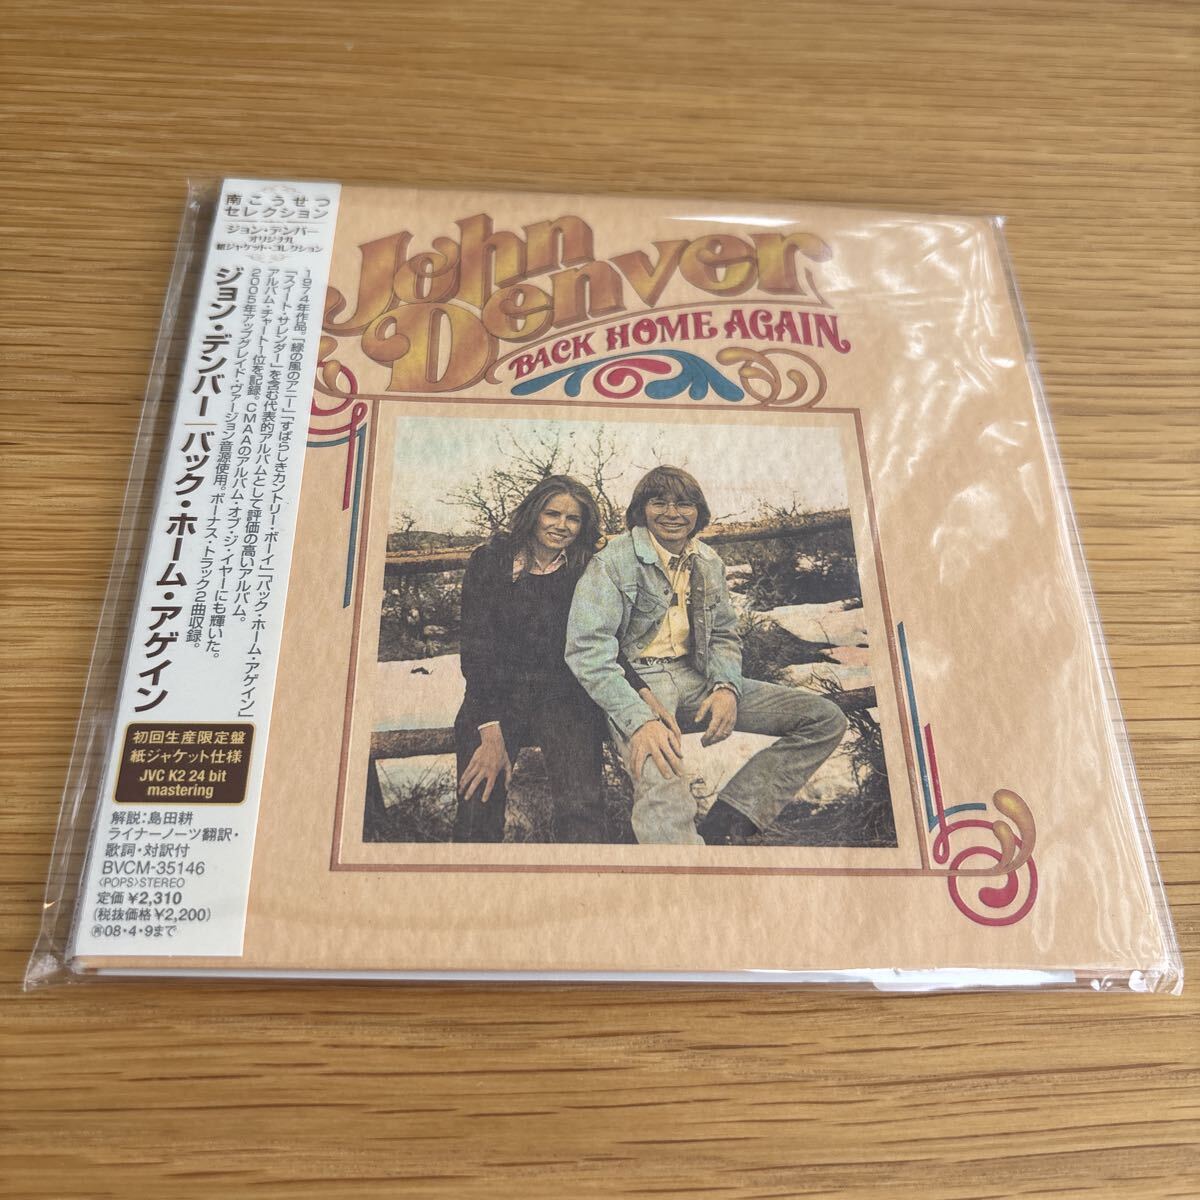 南こうせつ
セレクション
ジョン・デンバー
オリジナル
紙ジャケット・コレクション
1974年作品。「緑の風のアニー」「すばらしきカントリー・ボーイ」「バック・ホーム・アゲイン」
「スイート・サレンダー」を含む代表的アルバムとして評価の高いアルバム。
アルバム・チャート1位を記録。CMAAのアルバム・オブ・ジ・イヤーにも輝いた。
2005年アップグレイド・ヴァージョン音源使用。ボーナス・トラック2曲収録。
ジョン・デンバー|バック・ホーム・アゲイン
初回生産限定盤
紙ジャケット仕様
JVC K2 24 bit
mastering
解説:島田耕
ライナーノーツ翻訳・
歌詞・対訳付
BVCM-35146
〈POPS〉STEREO
定価¥2,310
(税抜価格¥2,200)
Ⓡ08・4・9まで
John
Denver
BACK HOME AGAIN